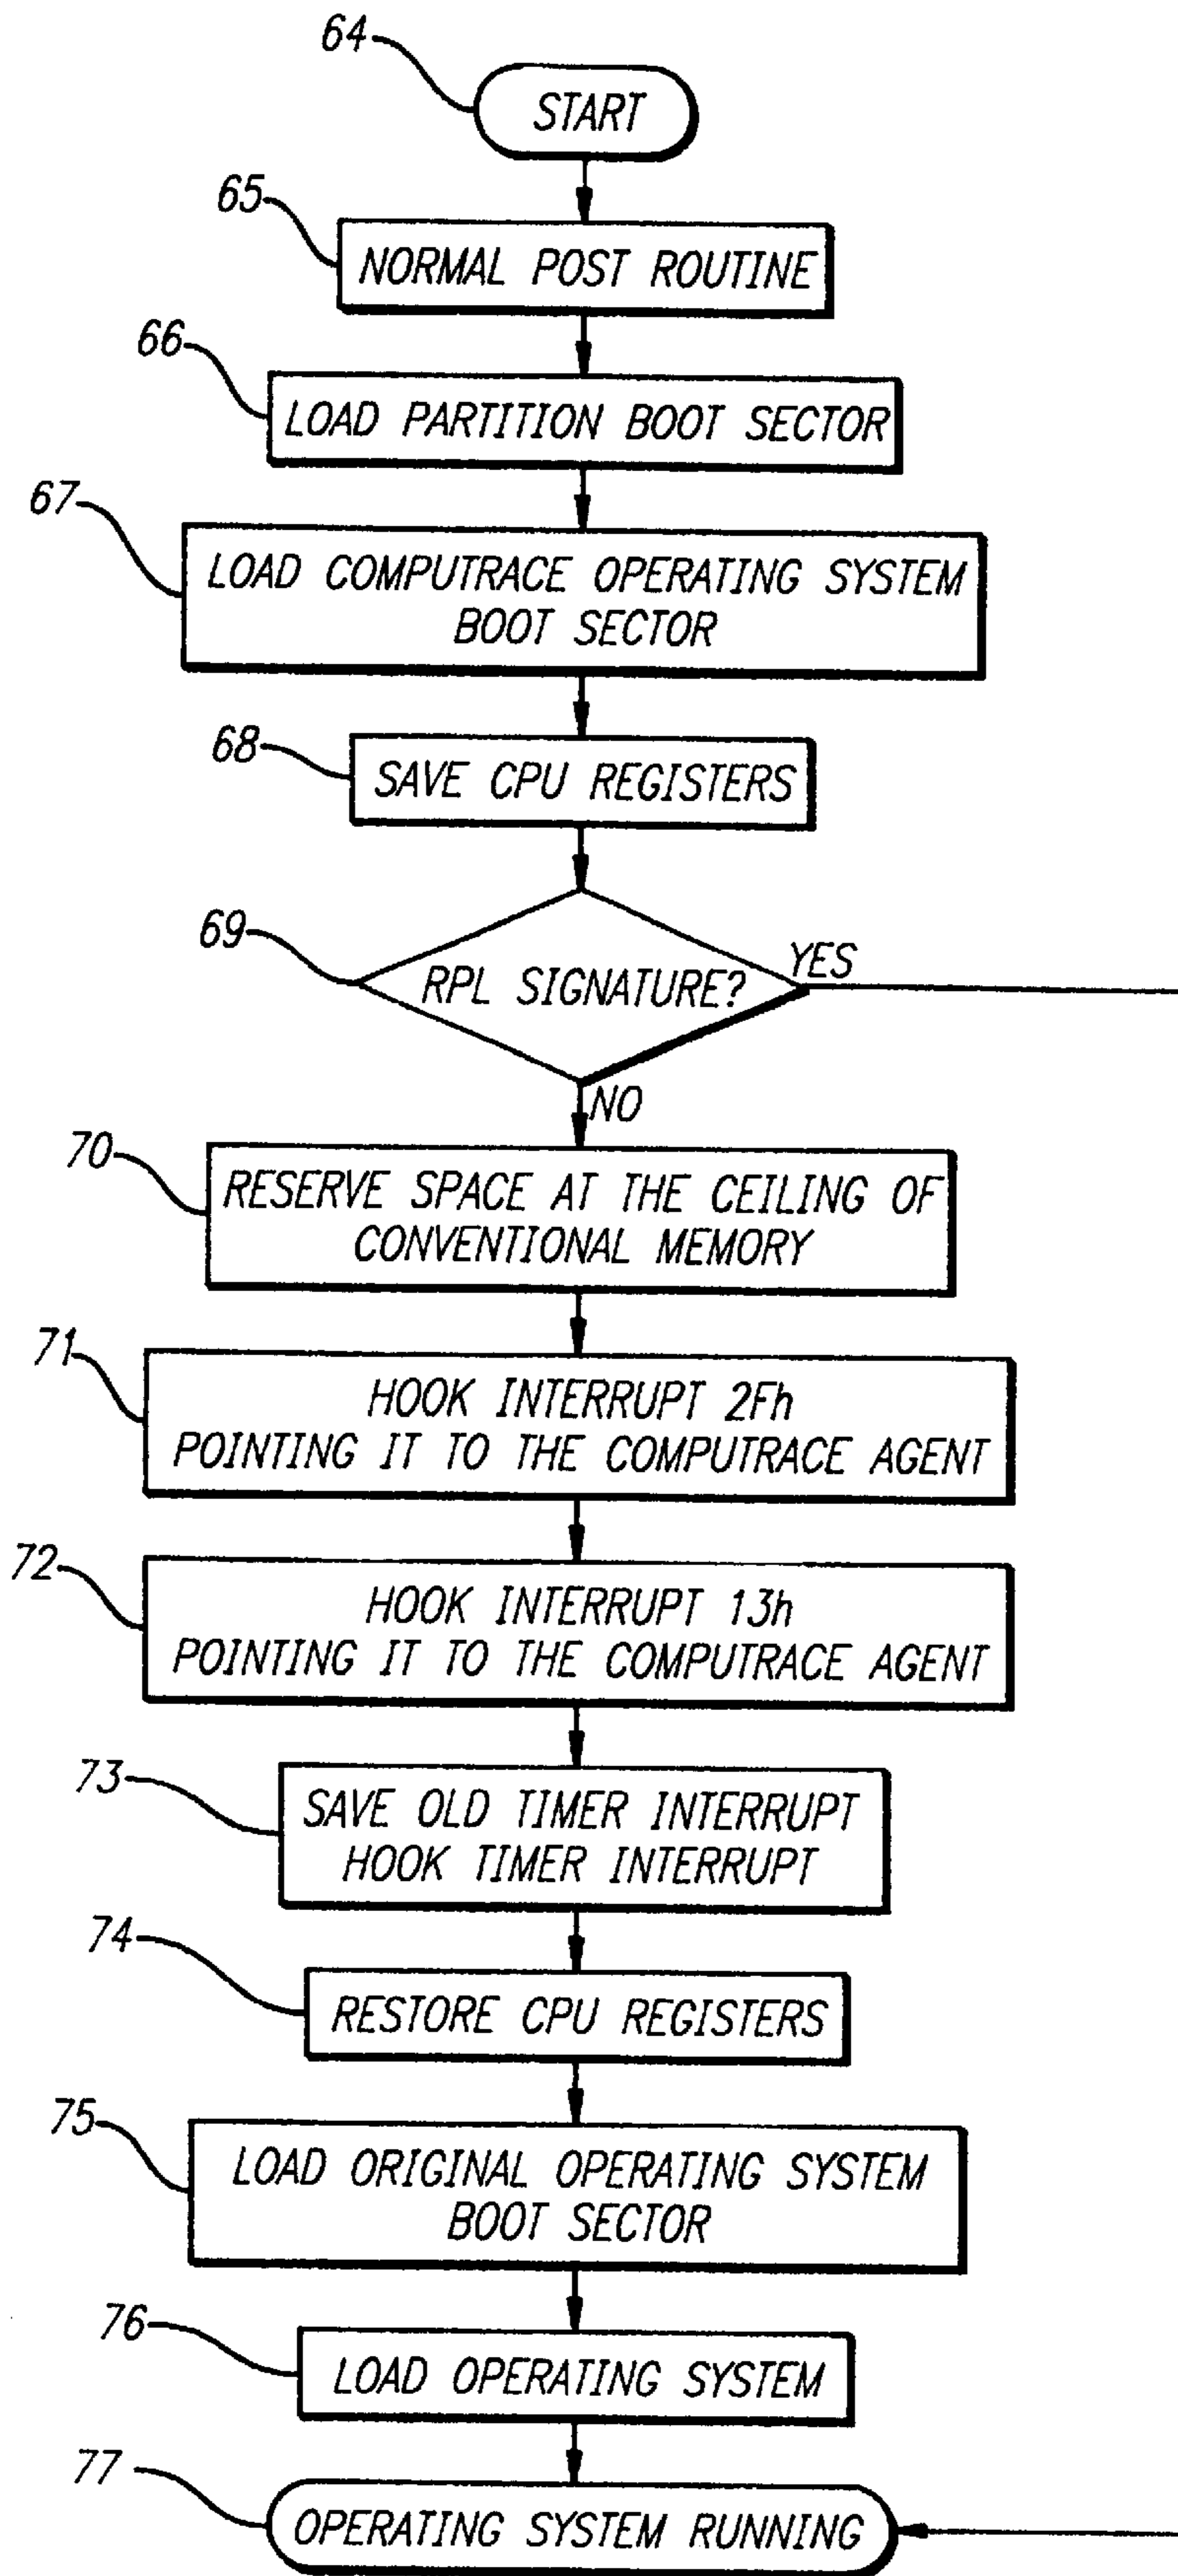 64
START
65
NORMAL POST ROUTINE
66
LOAD PARTITION BOOT SECTOR
67
LOAD COMPUTRACE OPERATING SYSTEM
BOOT SECTOR
68
SAVE CPU REGISTERS
69
RPL SIGNATURE?
YES
NO
70
RESERVE SPACE AT THE CEILING OF
CONVENTIONAL MEMORY
71
HOOK INTERRUPT 2Fh
POINTING IT TO THE COMPUTRACE AGENT
72
HOOK INTERRUPT 13h
POINTING IT TO THE COMPUTRACE AGENT
73
SAVE OLD TIMER INTERRUPT
HOOK TIMER INTERRUPT
74
RESTORE CPU REGISTERS
75
LOAD ORIGINAL OPERATING SYSTEM
BOOT SECTOR
76
LOAD OPERATING SYSTEM
77
OPERATING SYSTEM RUNNING